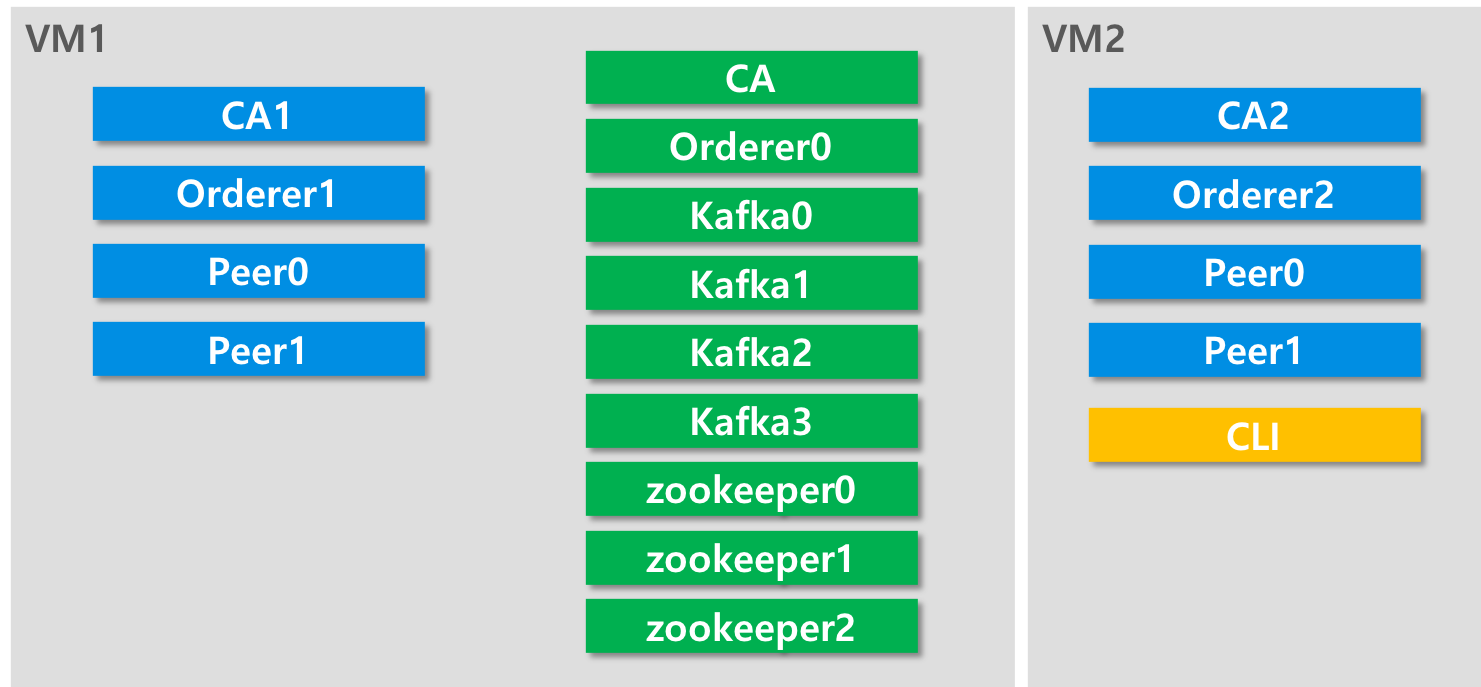 VM1
CA1
Orderer1
Peer0
Peer1
CA
Orderer0
Kafka0
Kafka1
Kafka2
Kafka3
zookeeper0
zookeeper1
zookeeper2
VM2
CA2
Orderer2
Peer0
Peer1
CLI